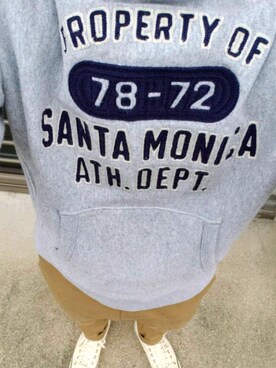 PROPERTY OF
78-72
SANTA MONICA
ATH. DEPT.